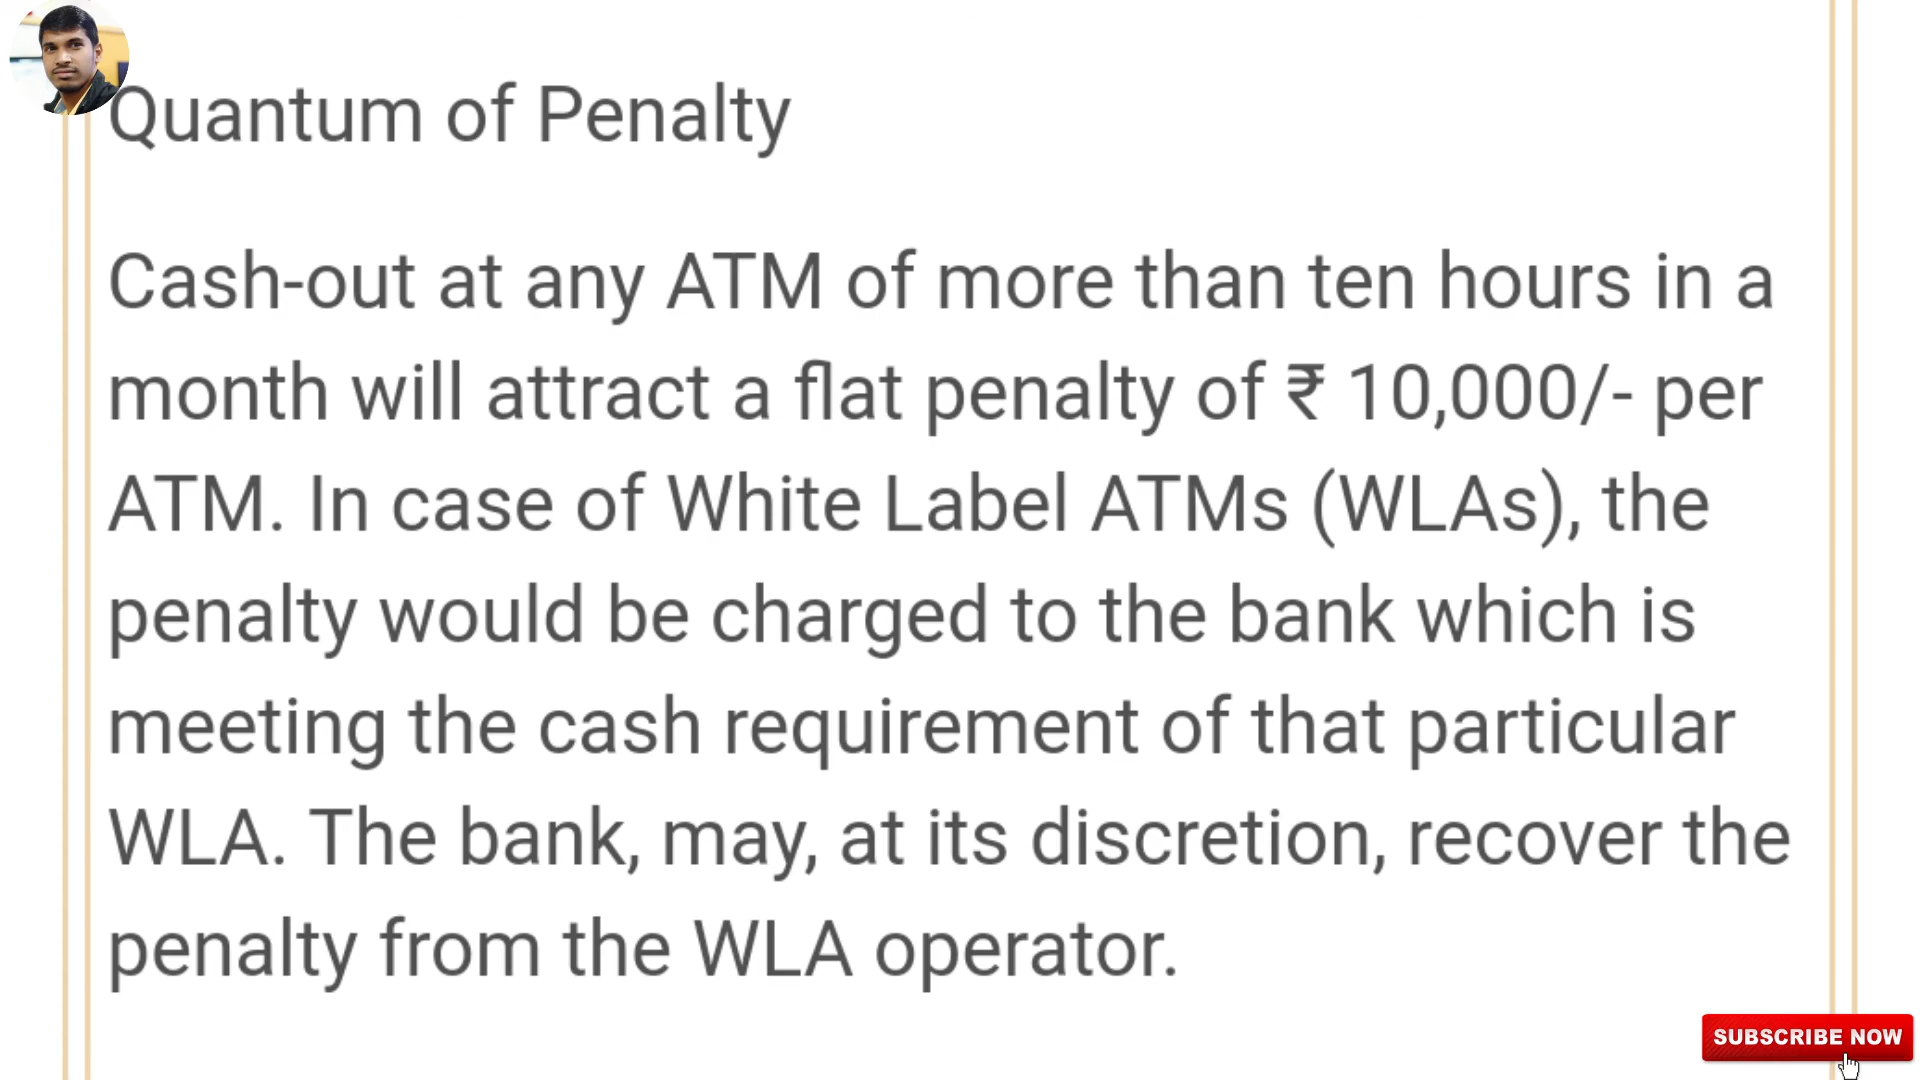 Quantum of Penalty
Cash-out at any ATM of more than ten hours in a
month will attract a flat penalty of ₹ 10,000/- per
ATM. In case of White Label ATMs (WLAs), the
penalty would be charged to the bank which is
meeting the cash requirement of that particular
WLA. The bank, may, at its discretion, recover the
penalty from the WLA operator.
SUBSCRIBE NOW